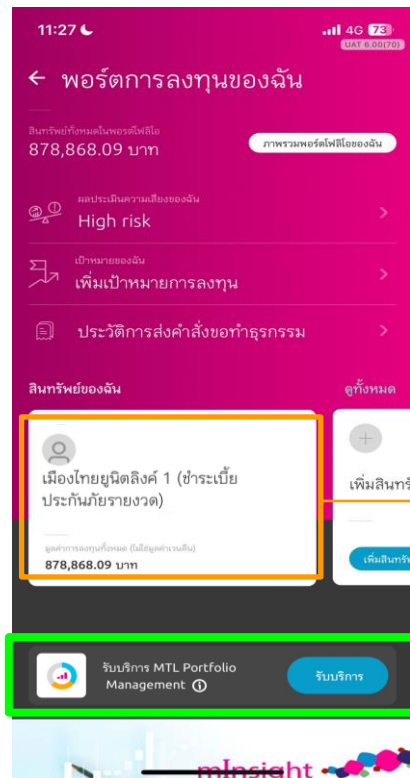 11:27
4G 73
UAT 6.00(70)
← พอร์ตการลงทุนของฉัน
สินทรัพย์ทั้งหมดในพอร์ตโฟลิโอ
878,868.09 บาท
ภาพรวมพอร์ตโฟลิโอของฉัน
ผลประเมินความเสี่ยงของฉัน
High risk
เป้าหมายของฉัน
เพิ่มเป้าหมายการลงทุน
ประวัติการส่งคำสั่งขอทำธุรกรรม
สินทรัพย์ของฉัน
ดูทั้งหมด
เมืองไทยยูนิตลิงค์ 1 (ชำระเบี้ย
ประกันภัยรายงวด)
มูลค่าการลงทุนทั้งหมด (ไม่ใช่มูลค่าเวนคืน)
878,868.09 บาท
เพิ่มสินทรั
เพิ่มสินทรั
รับบริการ MTL Portfolio
Management
รับบริการ
mInsight